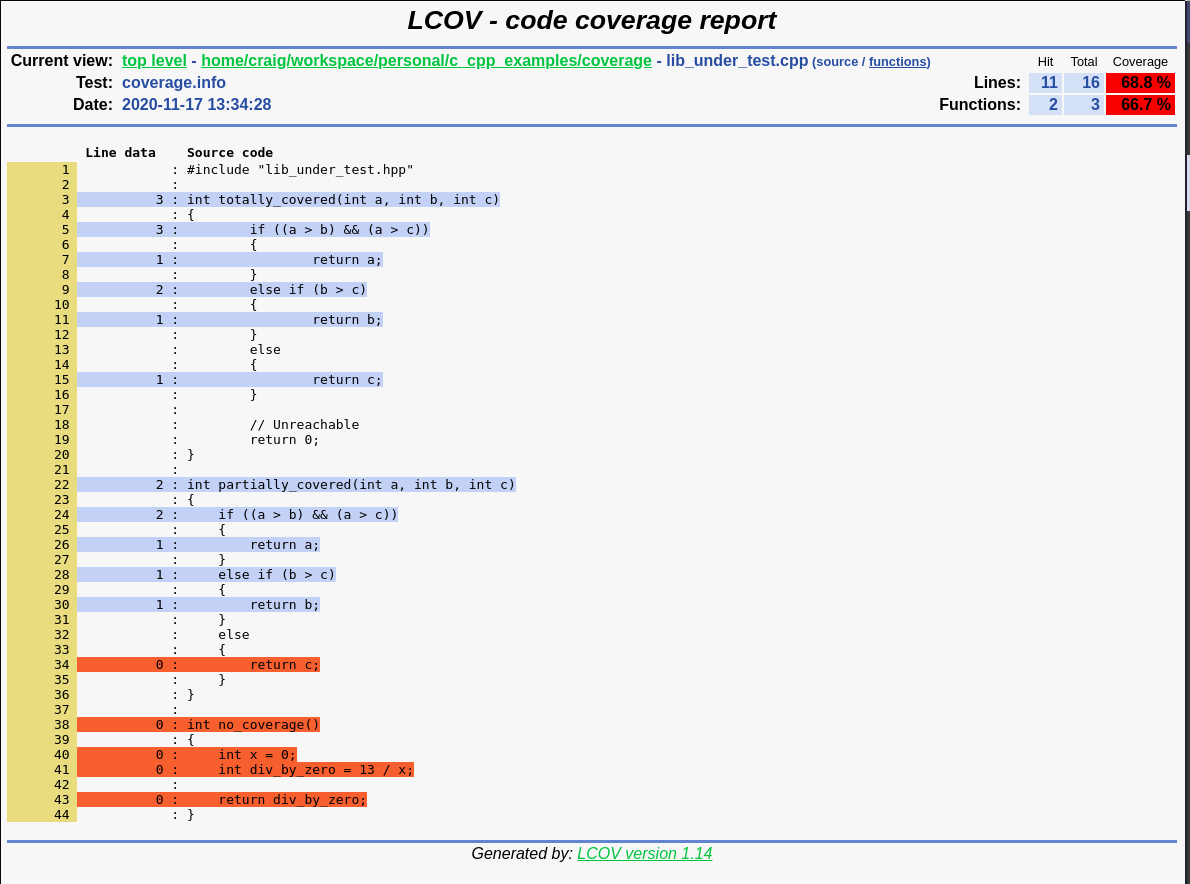 LCOV - code coverage report
Current view: top level - home/craig/workspace/personal/c_cpp_examples/coverage - lib_under_test.cpp (source / functions) Hit Total Coverage
Test: coverage.info Lines: 11 16 68.8 %
Date: 2020-11-17 13:34:28 Functions: 2 3 66.7 %
Line data    Source code
1            : #include "lib_under_test.hpp"
2            :
3          3 : int totally_covered(int a, int b, int c)
4            : {
5          3 :         if ((a > b) && (a > c))
6            :         {
7          1 :                 return a;
8            :         }
9          2 :         else if (b > c)
10            :         {
11          1 :                 return b;
12            :         }
13            :         else
14            :         {
15          1 :                 return c;
16            :         }
17            :
18            :         // Unreachable
19            :         return 0;
20            : }
21            :
22          2 : int partially_covered(int a, int b, int c)
23            : {
24          2 :     if ((a > b) && (a > c))
25            :     {
26          1 :         return a;
27            :     }
28          1 :     else if (b > c)
29            :     {
30          1 :         return b;
31            :     }
32            :     else
33            :     {
34          0 :         return c;
35            :     }
36            : }
37            :
38          0 : int no_coverage()
39            : {
40          0 :     int x = 0;
41          0 :     int div_by_zero = 13 / x;
42            :
43          0 :     return div_by_zero;
44            : }
Generated by: LCOV version 1.14